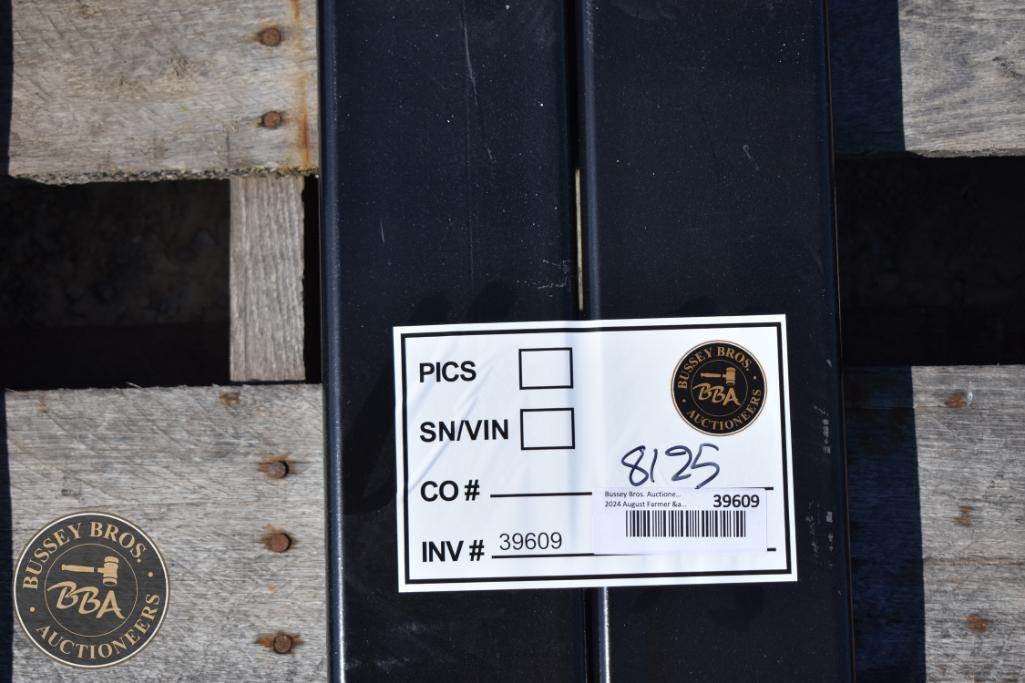 PICS
SN/VIN
CO #
INV # 39609
BUSSEY BROS.
BBA
AUCTIONEERS
8125
Bussey Bros. Auctione...
2024 August Farmer &a...
39609
BUSSEY BROS.
BBA
AUCTIONEERS